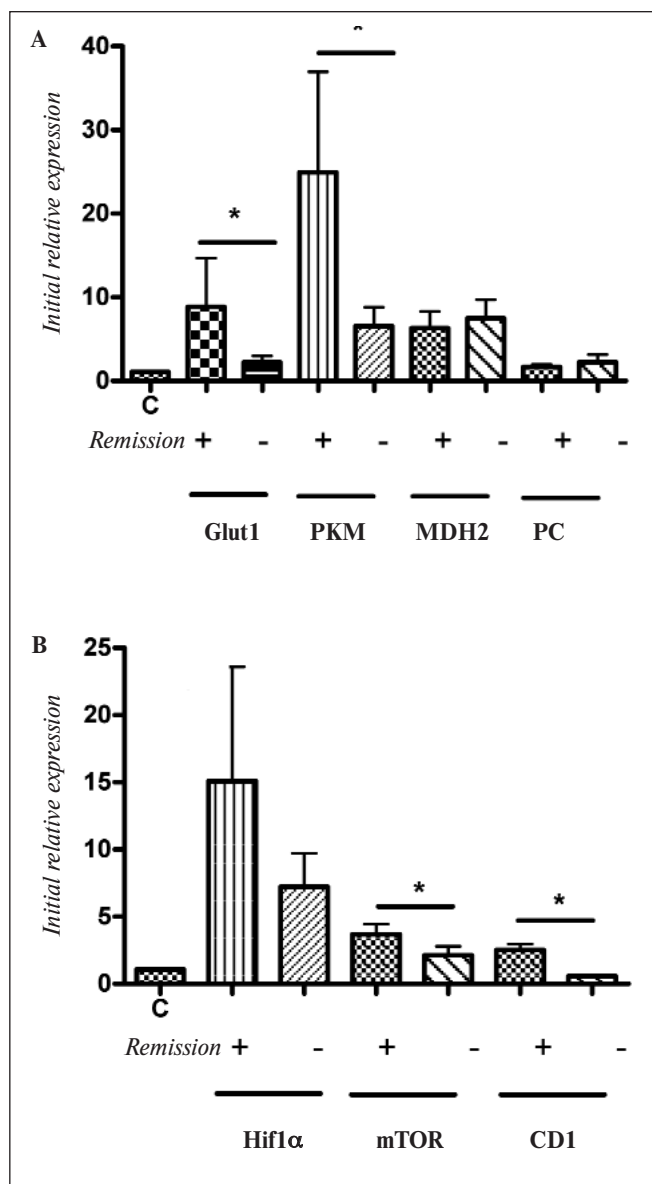 A
40
*
Initial relative expression
30
20
*
10
0
C
Remission + - + - + - + -
Glut1 PKM MDH2 PC
B
25
20
Initial relative expression
15
10
* *
5
0
C
Remission + - + - + -
Hif1α mTOR CD1